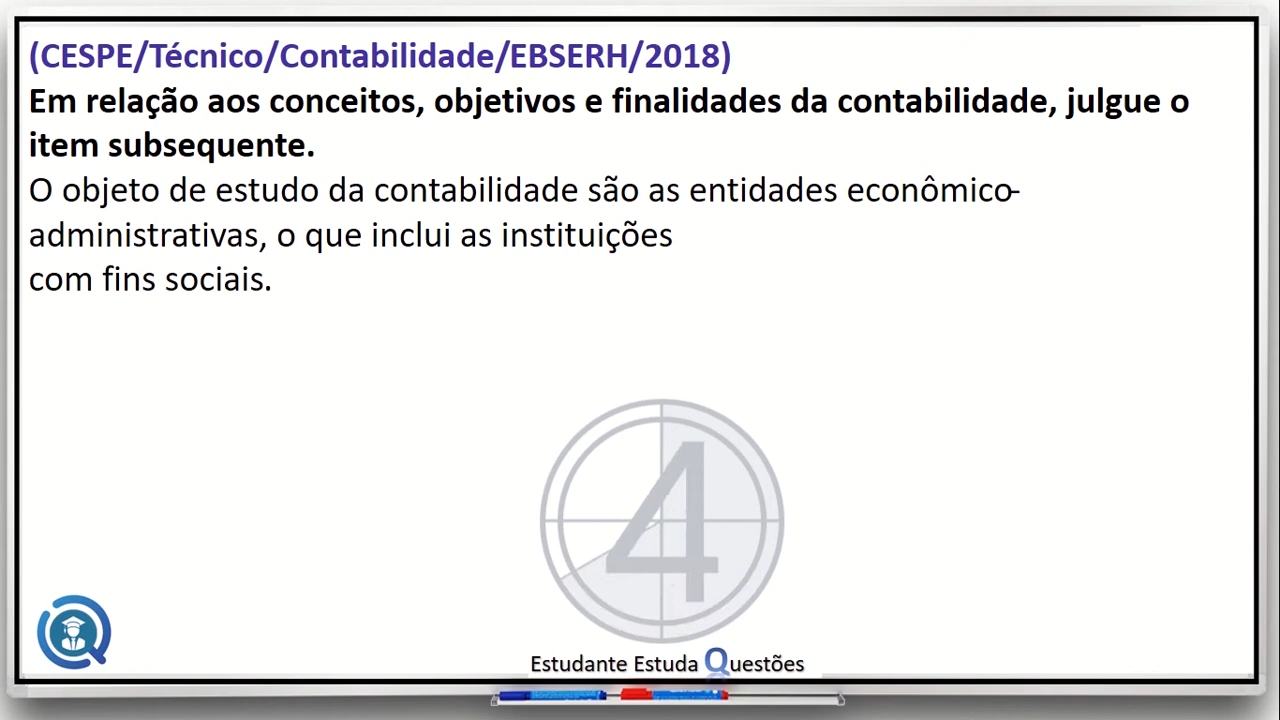 (CESPE/Técnico/Contabilidade/EBSERH/2018)
Em relação aos conceitos, objetivos e finalidades da contabilidade, julgue o
item subsequente.
O objeto de estudo da contabilidade são as entidades econômico-
administrativas, o que inclui as instituições
com fins sociais.
4
Estudante Estuda Questões